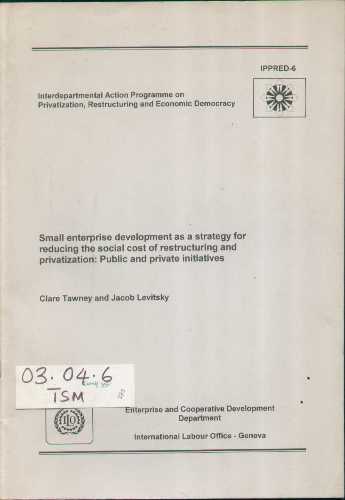 IPPRED-6
Interdepartmental Action Programme on
Privatization, Restructuring and Economic Democracy
Small enterprise development as a strategy for
reducing the social cost of restructuring and
privatization: Public and private initiatives
Clare Tawney and Jacob Levitsky
03.04.6
TSM
Enterprise and Cooperative Development
Department
International Labour Office - Geneva